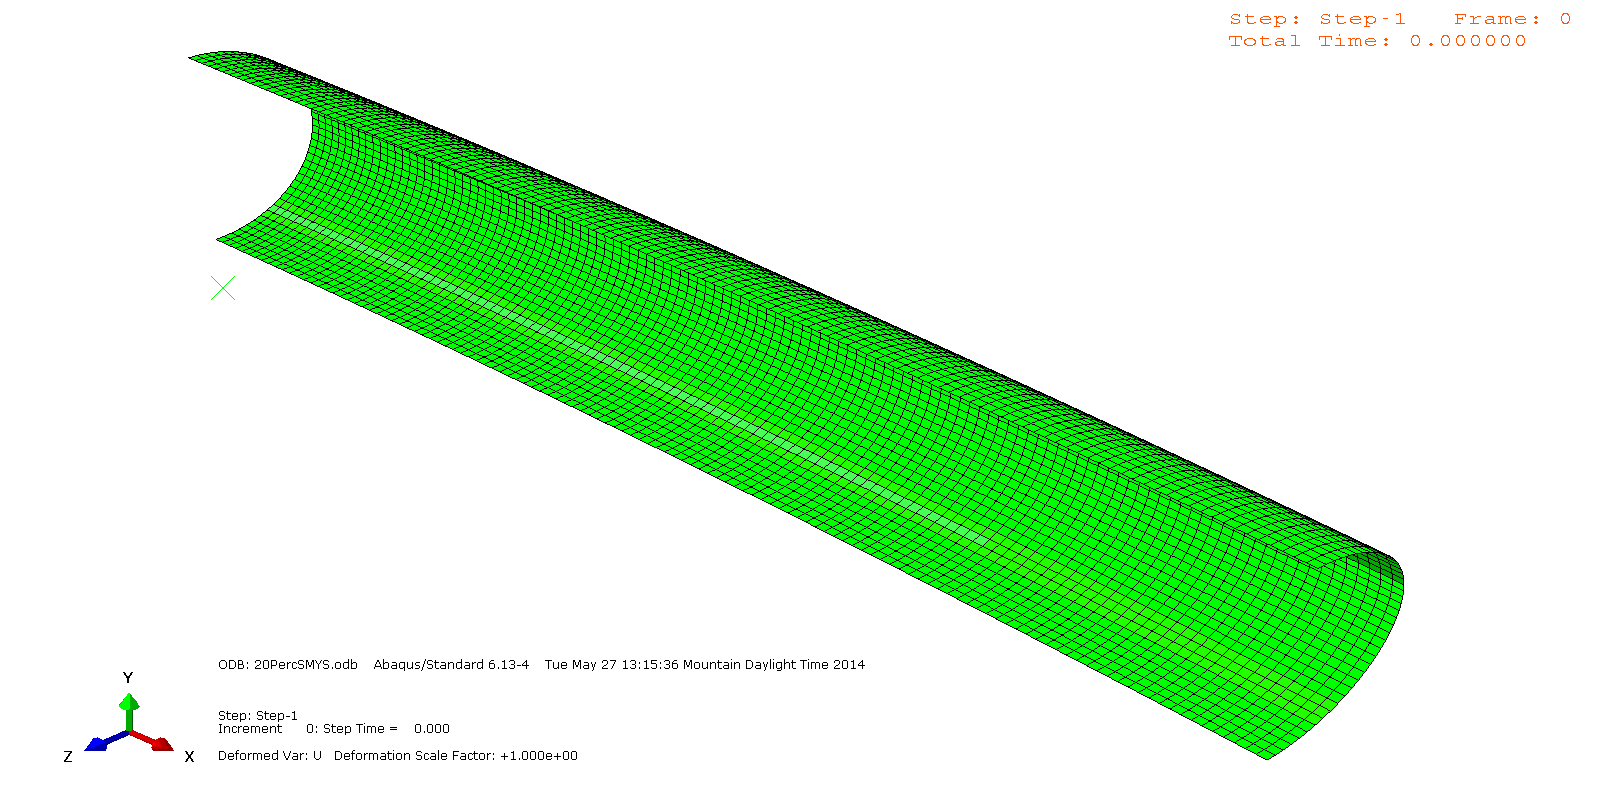 Step: Step-1 Frame: 0
Total Time: 0.000000
ODB: 20PercSMYS.odb Abaqus/Standard 6.13-4 Tue May 27 13:15:36 Mountain Daylight Time 2014
Step: Step-1
Increment 0: Step Time = 0.000
Deformed Var: U Deformation Scale Factor: +1.000e+00
Y
Z
X